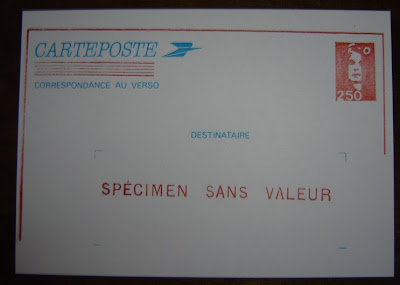 CARTEPOSTE
CORRESPONDANCE AU VERSO
2,50
DESTINATAIRE
SPÉCIMEN SANS VALEUR